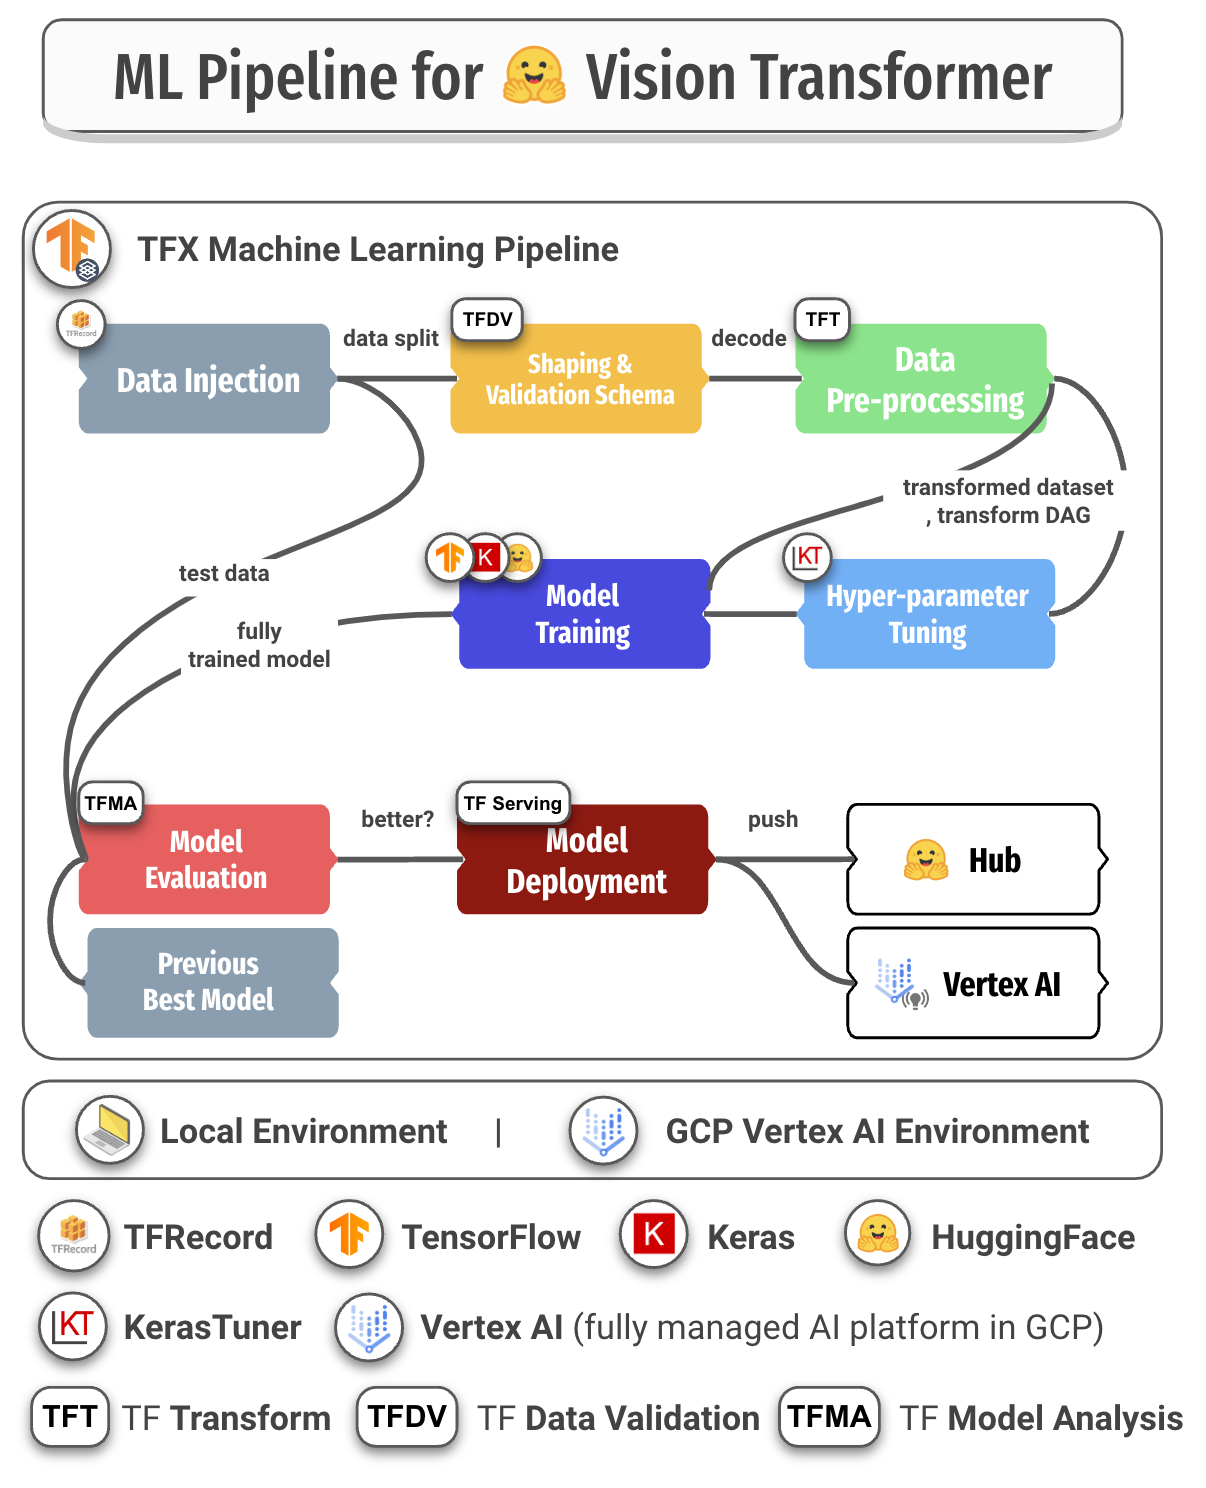 ML Pipeline for 🤗 Vision Transformer
TFX Machine Learning Pipeline
TFRecord
Data Injection
data split
TFDV
Shaping &
Validation Schema
decode
TFT
Data
Pre-processing
transformed dataset
, transform DAG
test data
K
Model
Training
KT
Hyper-parameter
Tuning
fully
trained model
TFMA
Model
Evaluation
better?
TF Serving
Model
Deployment
push
Hub
Previous
Best Model
Vertex AI
Local Environment | GCP Vertex AI Environment
TFRecord TFRecord TensorFlow K Keras HuggingFace
KT KerasTuner Vertex AI (fully managed AI platform in GCP)
TFT TF Transform TFDV TF Data Validation TFMA TF Model Analysis